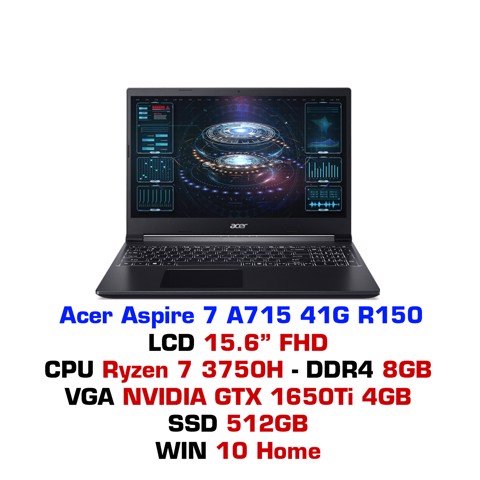 acer
Acer Aspire 7 A715 41G R150
LCD 15.6” FHD
CPU Ryzen 7 3750H - DDR4 8GB
VGA NVIDIA GTX 1650Ti 4GB
SSD 512GB
WIN 10 Home